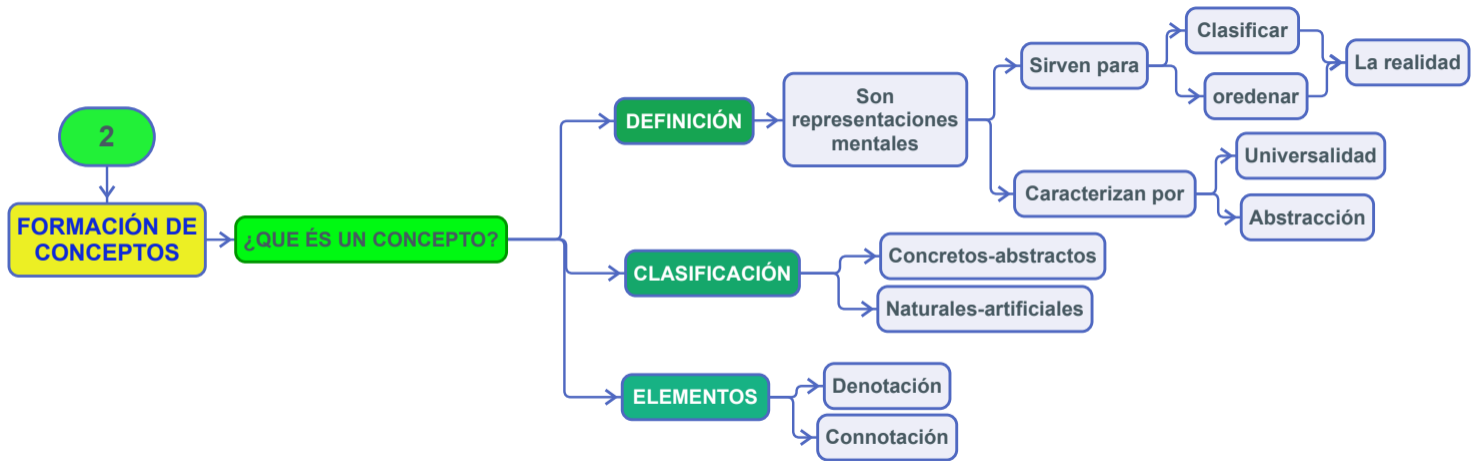 2
FORMACIÓN DE
CONCEPTOS
¿QUE ÉS UN CONCEPTO?
DEFINICIÓN
Son
representaciones
mentales
Sirven para
Clasificar
oredenar
La realidad
Caracterizan por
Universalidad
Abstracción
CLASIFICACIÓN
Concretos-abstractos
Naturales-artificiales
ELEMENTOS
Denotación
Connotación